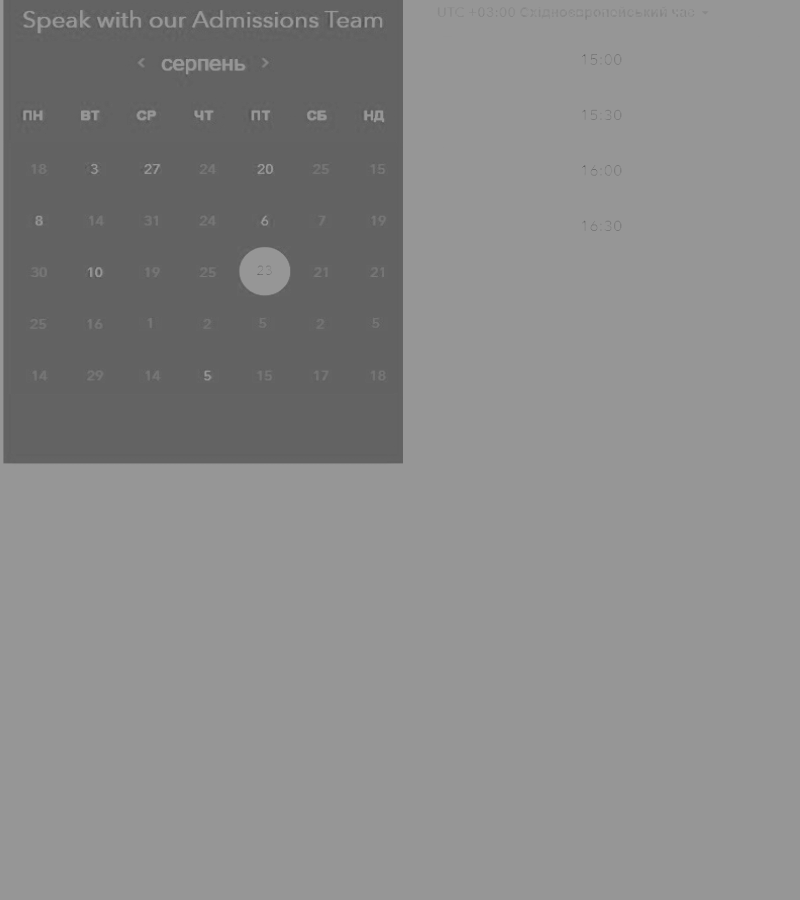 Speak with our Admissions Team
< серпень >
ПН ВТ СР ЧТ ПТ СБ НД
18 3 27 24 20 25 15
8 14 31 24 6 7 19
30 10 19 25 23 21 21
25 16 1 2 5 2 5
14 29 14 5 15 17 18
UTC +03:00 Східноєвропейський час
15:00
15:30
16:00
16:30